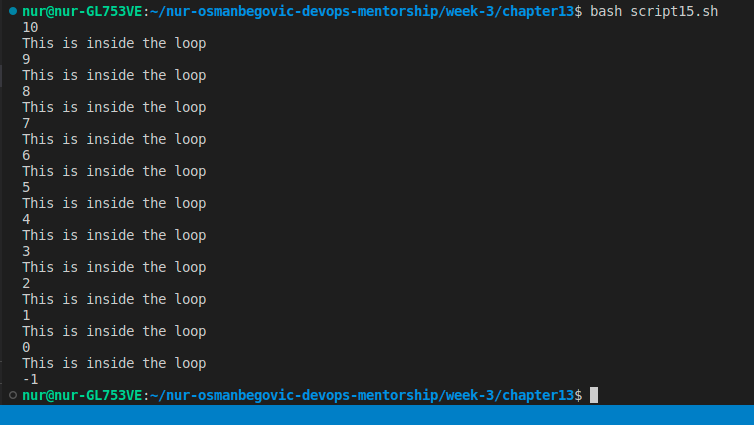 nur@nur-GL753VE:~/nur-osmanbegovic-devops-mentorship/week-3/chapter13$ bash script15.sh
10
This is inside the loop
9
This is inside the loop
8
This is inside the loop
7
This is inside the loop
6
This is inside the loop
5
This is inside the loop
4
This is inside the loop
3
This is inside the loop
2
This is inside the loop
1
This is inside the loop
0
This is inside the loop
-1
nur@nur-GL753VE:~/nur-osmanbegovic-devops-mentorship/week-3/chapter13$